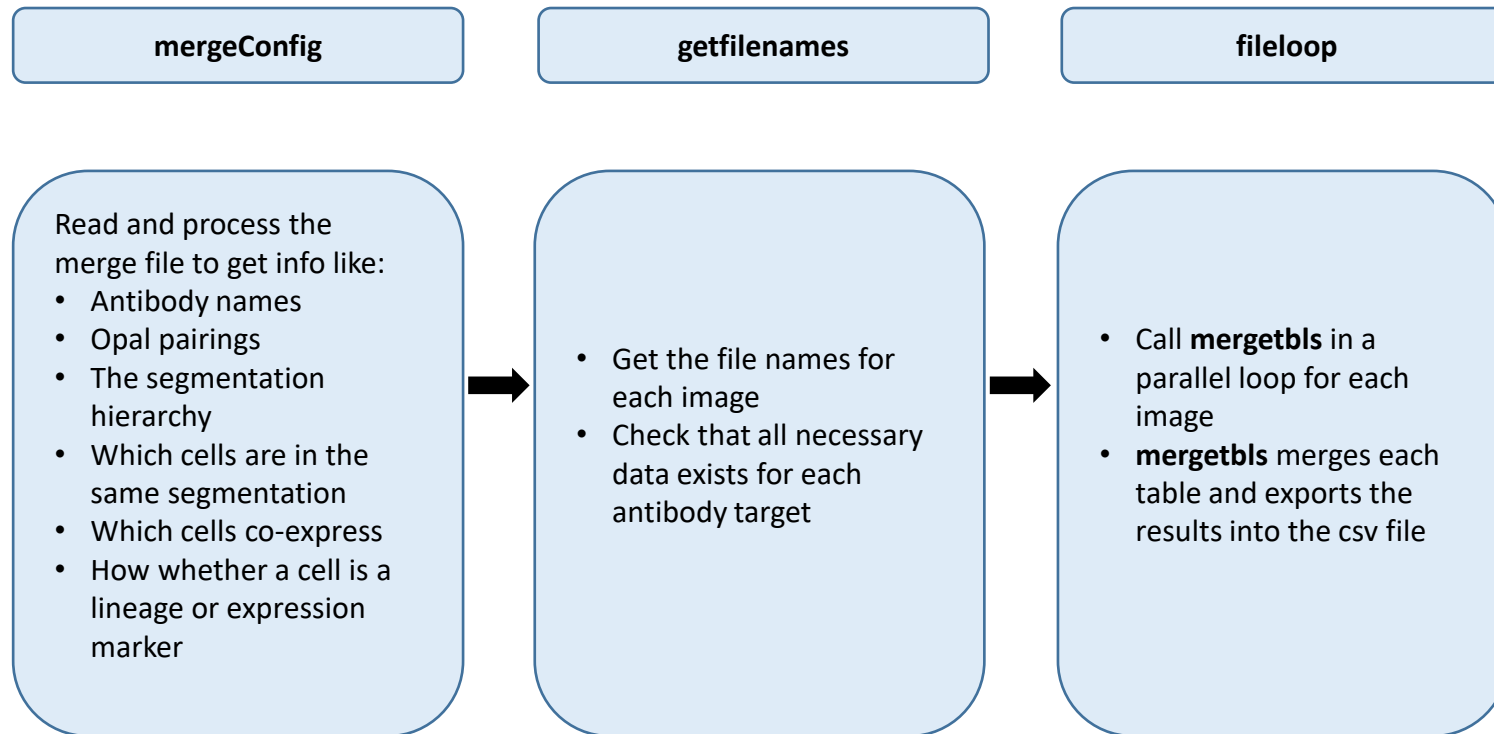 mergeConfig
getfilenames
fileloop
Read and process the
merge file to get info like:
• Antibody names
• Opal pairings
• The segmentation
hierarchy
• Which cells are in the
same segmentation
• Which cells co-express
• How whether a cell is a
lineage or expression
marker
• Get the file names for
each image
• Check that all necessary
data exists for each
antibody target
• Call mergetbls in a
parallel loop for each
image
• mergetbls merges each
table and exports the
results into the csv file